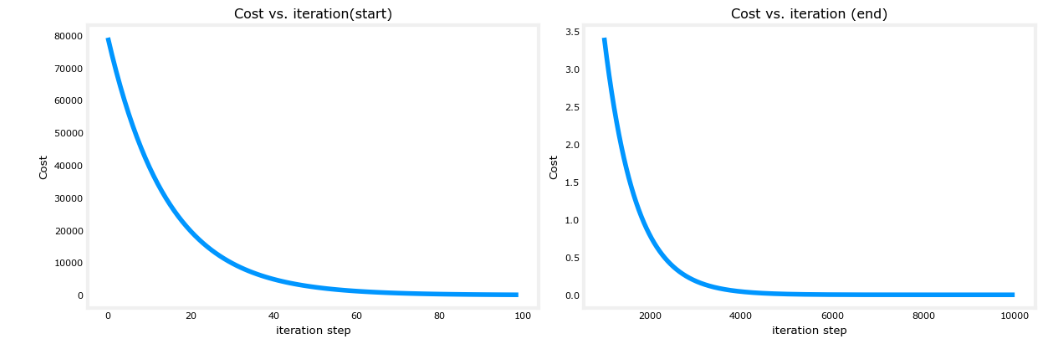 Cost vs. iteration(start)
80000
70000
60000
50000
40000
30000
20000
10000
0
Cost
0 20 40 60 80 100
iteration step
Cost vs. iteration (end)
3.5
3.0
2.5
2.0
1.5
1.0
0.5
0.0
Cost
2000 4000 6000 8000 10000
iteration step